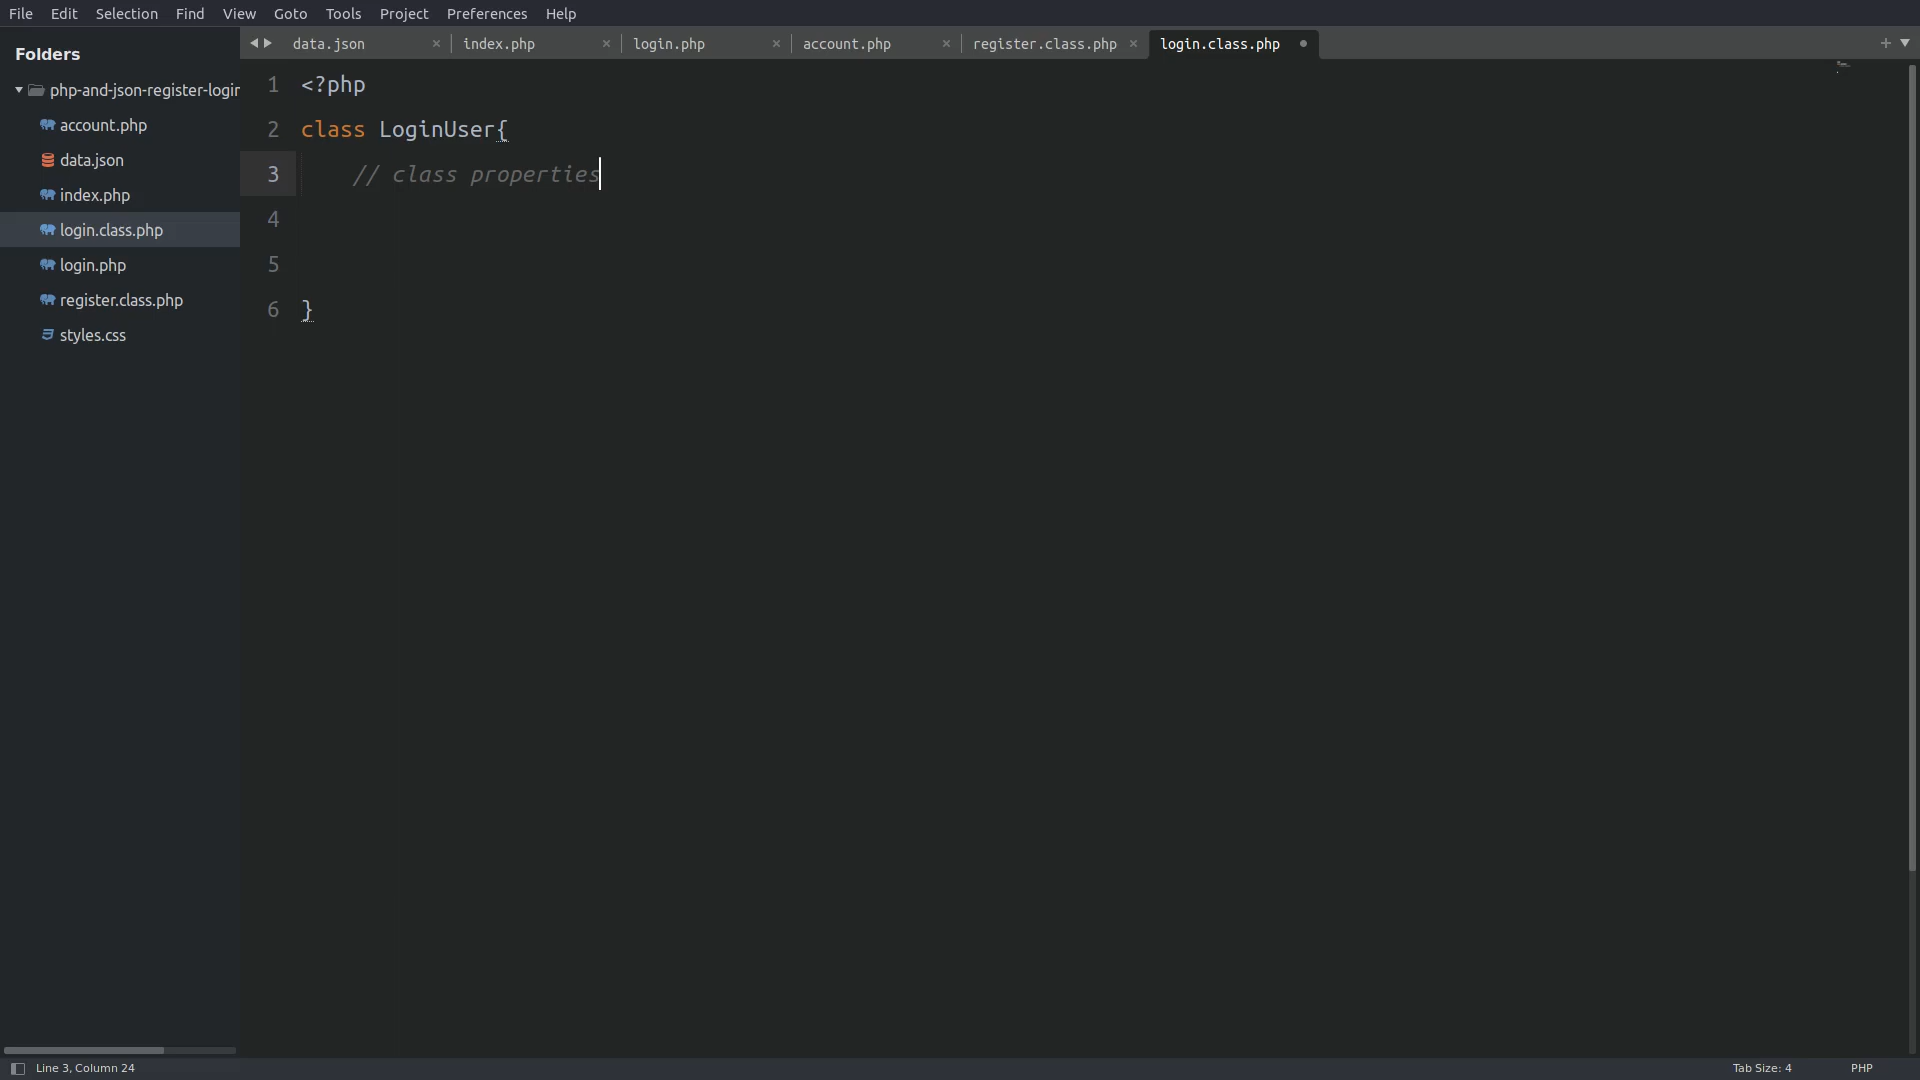 File Edit Selection Find View Goto Tools Project Preferences Help
Folders
php-and-json-register-login
account.php
data.json
index.php
login.class.php
login.php
register.class.php
styles.css
data.json index.php login.php account.php register.class.php login.class.php
1 <?php
2 class LoginUser{
3 // class properties
4
5
6 }
Line 3, Column 24 Tab Size: 4 PHP